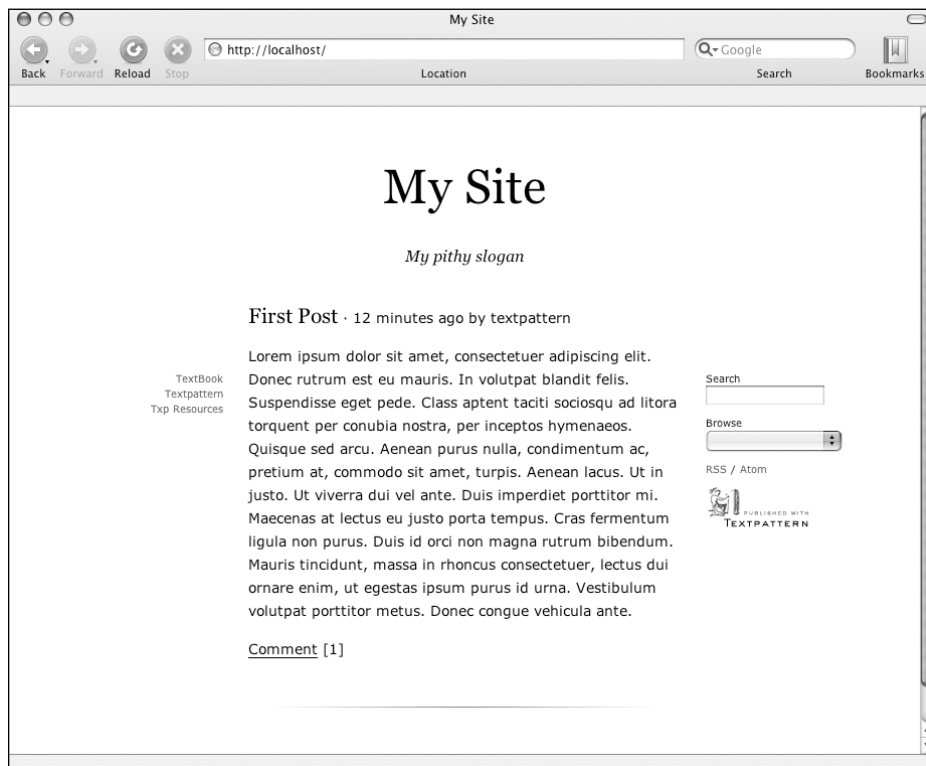 My Site
http://localhost/
Google
Back
Forward
Reload
Stop
Location
Search
Bookmarks
My Site
My pithy slogan
First Post · 12 minutes ago by textpattern
Lorem ipsum dolor sit amet, consectetuer adipiscing elit.
Donec rutrum est eu mauris. In volutpat blandit felis.
Suspendisse eget pede. Class aptent taciti sociosqu ad litora
torquent per conubia nostra, per inceptos hymenaeos.
Quisque sed arcu. Aenean purus nulla, condimentum ac,
pretium at, commodo sit amet, turpis. Aenean lacus. Ut in
justo. Ut viverra dui vel ante. Duis imperdiet porttitor mi.
Maecenas at lectus eu justo porta tempus. Cras fermentum
ligula non purus. Duis id orci non magna rutrum bibendum.
Mauris tincidunt, massa in rhoncus consectetuer, lectus dui
ornare enim, ut egestas ipsum purus id urna. Vestibulum
volutpat porttitor metus. Donec congue vehicula ante.
Comment [1]
TextBook
Textpattern
Txp Resources
Search
Browse
RSS / Atom
PUBLISHED WITH
TEXTPATTERN